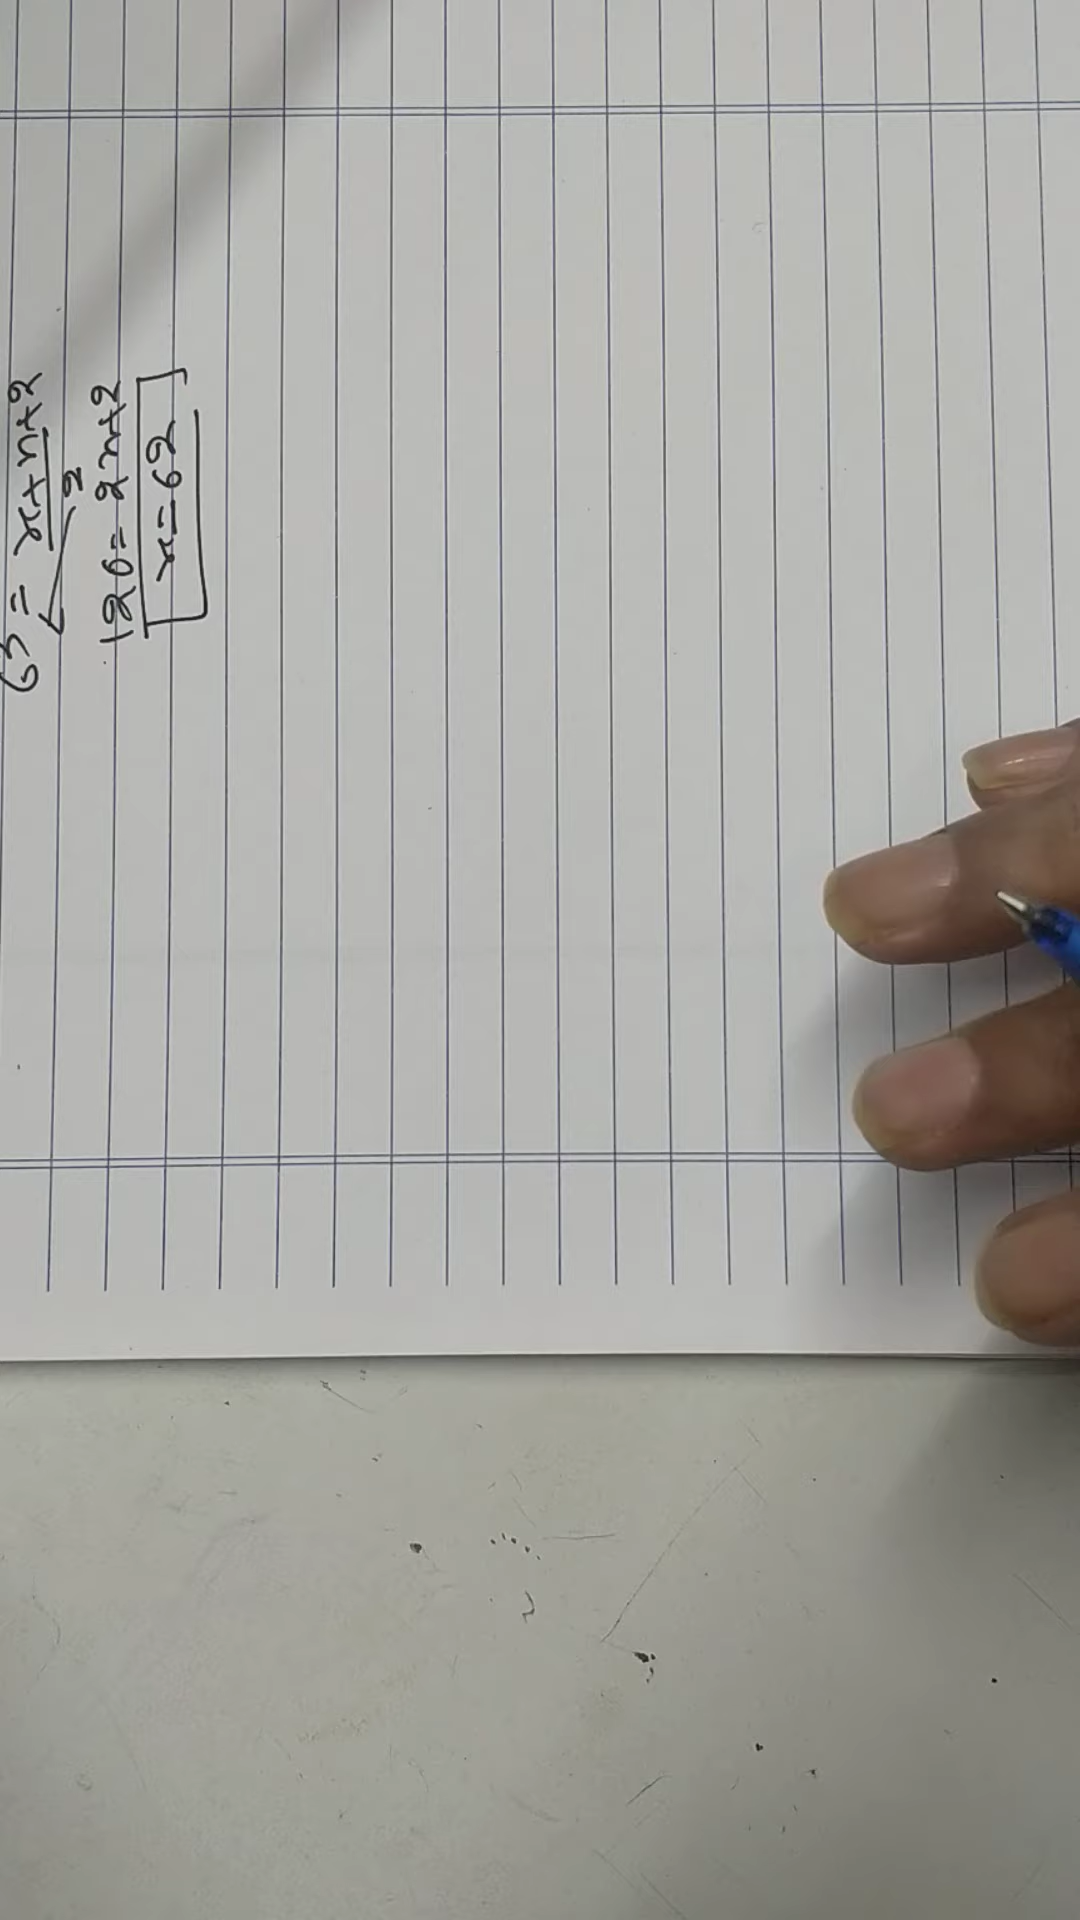 63 = x+x+2
2
126 = 2x+2
x = 62